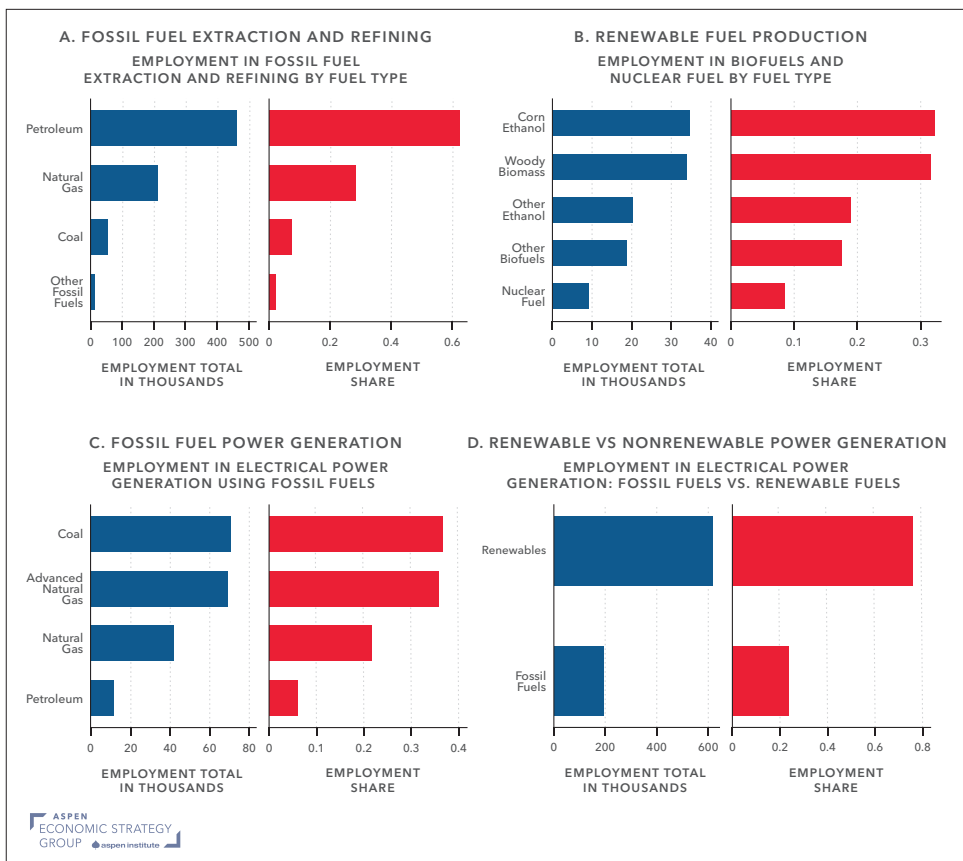 A. FOSSIL FUEL EXTRACTION AND REFINING
EMPLOYMENT IN FOSSIL FUEL
EXTRACTION AND REFINING BY FUEL TYPE
Petroleum
Natural
Gas
Coal
Other
Fossil
Fuels
0 100 200 300 400 500
EMPLOYMENT TOTAL
IN THOUSANDS
0 0.2 0.4 0.6
EMPLOYMENT
SHARE
B. RENEWABLE FUEL PRODUCTION
EMPLOYMENT IN BIOFUELS AND
NUCLEAR FUEL BY FUEL TYPE
Corn
Ethanol
Woody
Biomass
Other
Ethanol
Other
Biofuels
Nuclear
Fuel
0 10 20 30 40
EMPLOYMENT TOTAL
IN THOUSANDS
0 0.1 0.2 0.3
EMPLOYMENT
SHARE
C. FOSSIL FUEL POWER GENERATION
EMPLOYMENT IN ELECTRICAL POWER
GENERATION USING FOSSIL FUELS
Coal
Advanced
Natural
Gas
Natural
Gas
Petroleum
0 20 40 60 80
EMPLOYMENT TOTAL
IN THOUSANDS
0 0.1 0.2 0.3 0.4
EMPLOYMENT
SHARE
D. RENEWABLE VS NONRENEWABLE POWER GENERATION
EMPLOYMENT IN ELECTRICAL POWER
GENERATION: FOSSIL FUELS VS. RENEWABLE FUELS
Renewables
Fossil
Fuels
0 200 400 600
EMPLOYMENT TOTAL
IN THOUSANDS
0 0.2 0.4 0.6 0.8
EMPLOYMENT
SHARE
ASPEN
ECONOMIC STRATEGY
GROUP aspen institute